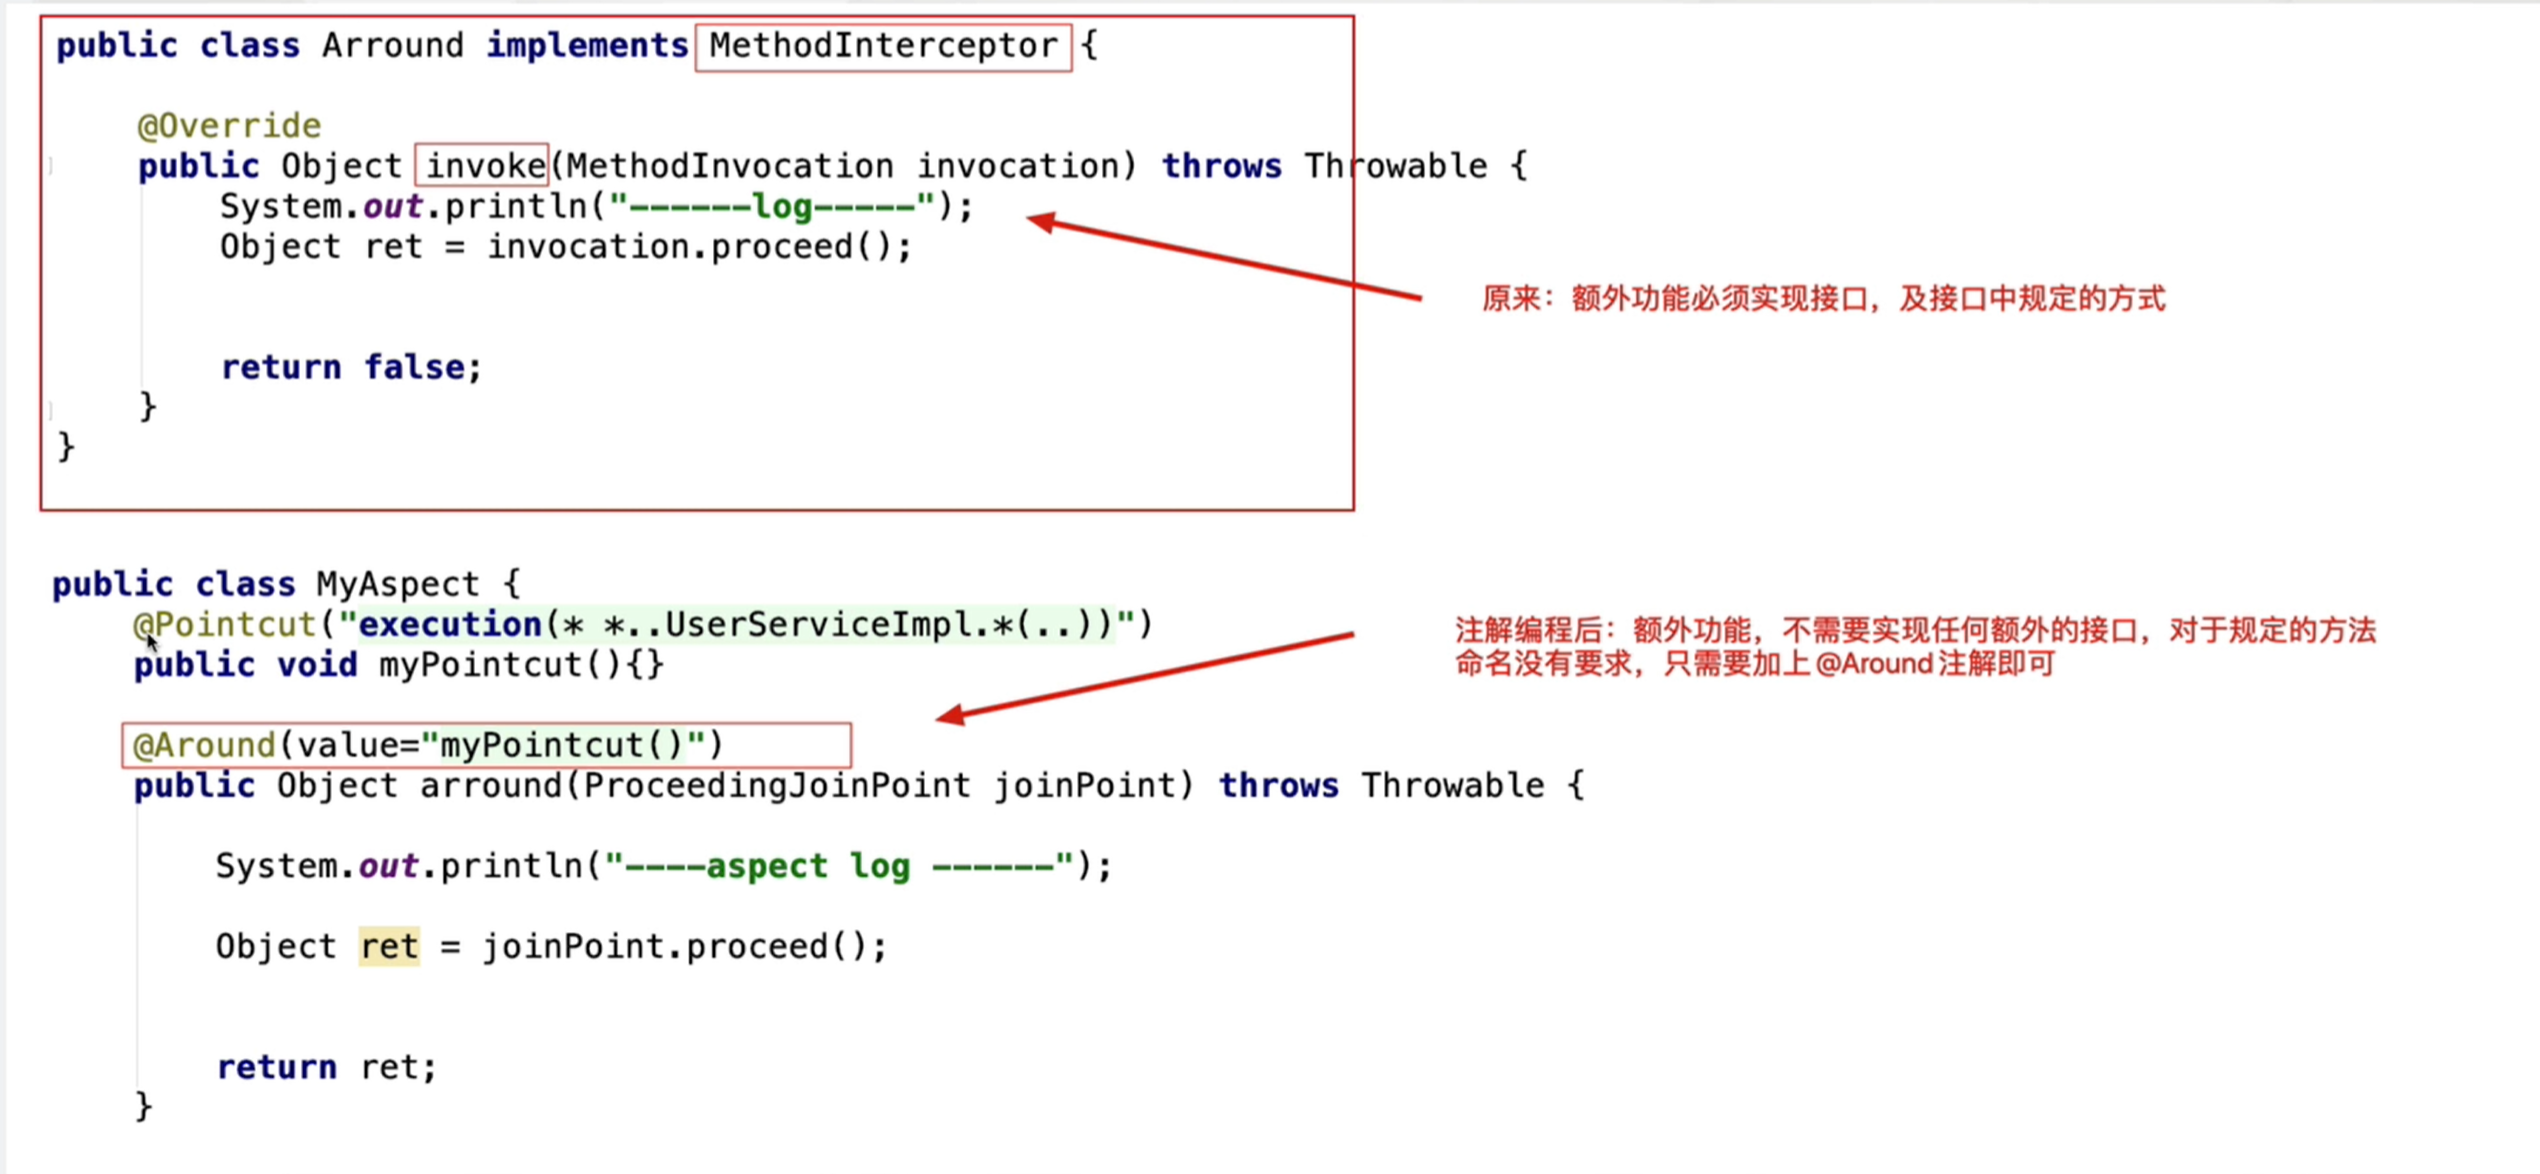 public class Arround implements MethodInterceptor {
@Override
public Object invoke(MethodInvocation invocation) throws Throwable {
System.out.println("------log-----");
Object ret = invocation.proceed();
原来：额外功能必须实现接口，及接口中规定的方式
return false;
}
}
public class MyAspect {
@Pointcut("execution(* *..UserServiceImpl.*(..))")
public void myPointcut(){}
注解编程后：额外功能，不需要实现任何额外的接口，对于规定的方法
命名没有要求，只需要加上@Around注解即可
@Around(value="myPointcut()")
public Object arround(ProceedingJoinPoint joinPoint) throws Throwable {
System.out.println("----aspect log ------");
Object ret = joinPoint.proceed();
return ret;
}